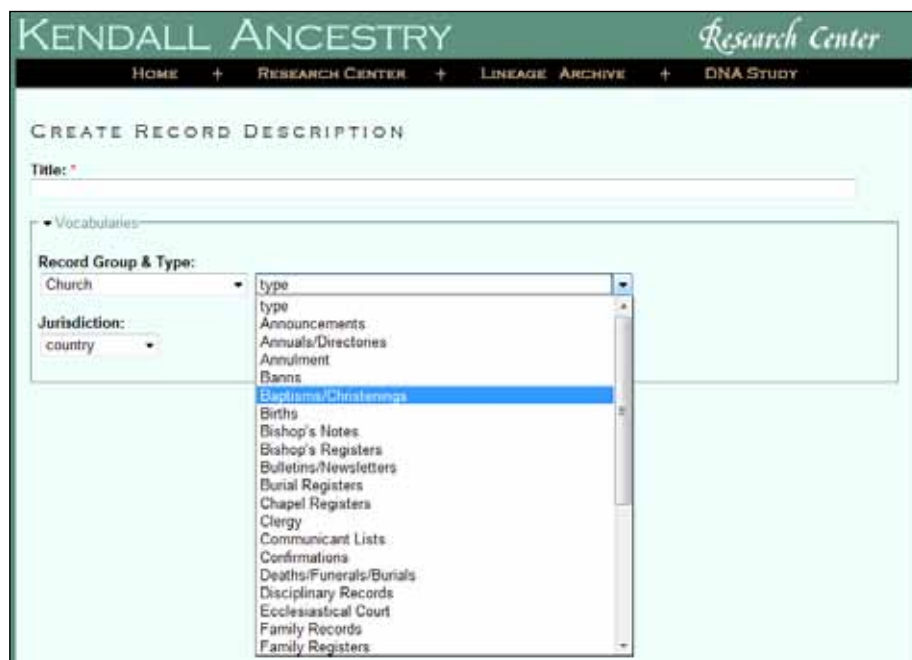 KENDALL ANCESTRY Research Center
HOME + RESEARCH CENTER + LINEAGE ARCHIVE + DNA STUDY
CREATE RECORD DESCRIPTION
Title: *
Vocabularies
Record Group & Type:
Church type
type
Announcements
Annuals/Directories
Annulment
Banns
Baptisms/Christenings
Births
Bishop's Notes
Bishop's Registers
Bulletins/Newsletters
Burial Registers
Chapel Registers
Clergy
Communicant Lists
Confirmations
Deaths/Funerals/Burials
Disciplinary Records
Ecclesiastical Court
Family Records
Family Registers
Jurisdiction:
country